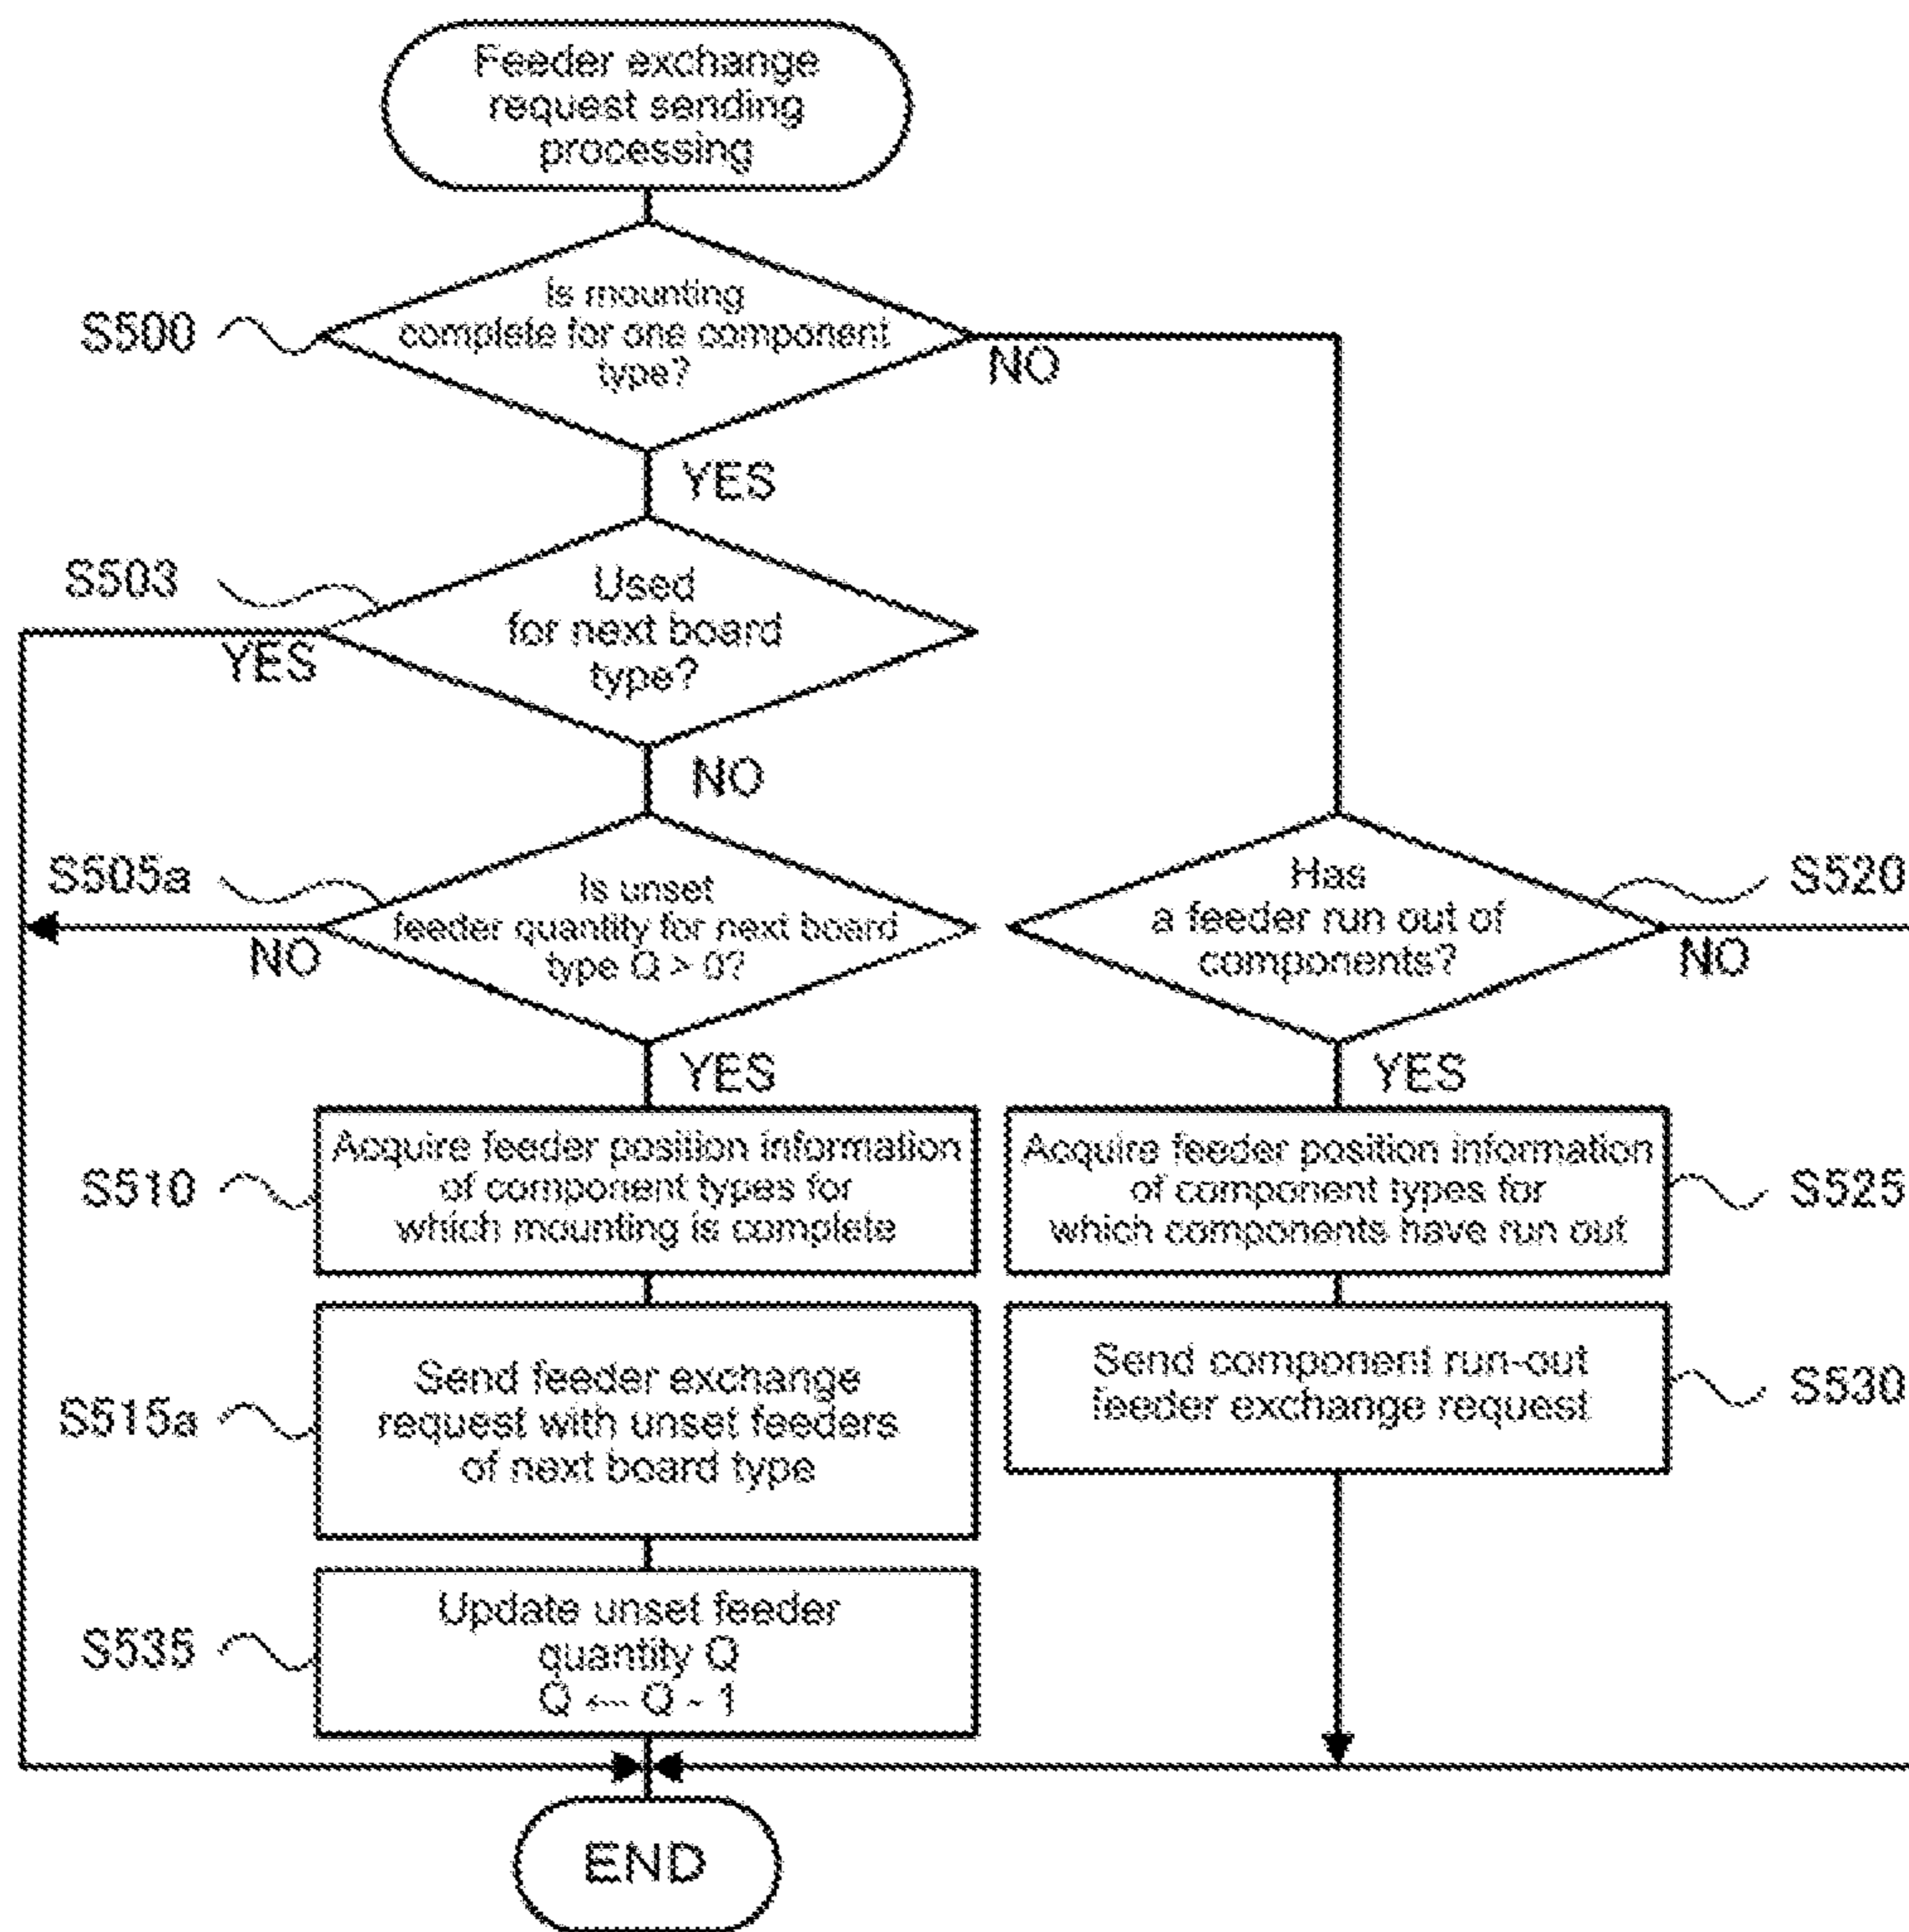 Feeder exchange
request sending
processing
S500
Is mounting
complete for one component
type?
NO
YES
S503
Used
for next board
type?
YES
NO
S505a
Is unset
feeder quantity for next board
type Q > 0?
NO
YES
Has
a feeder run out of
components?
S520
NO
YES
S510
Acquire feeder position information
of component types for
which mounting is complete
Acquire feeder position information
of component types for
which components have run out
S525
S515a
Send feeder exchange
request with unset feeders
of next board type
Send component run-out
feeder exchange request
S530
S535
Update unset feeder
quantity Q
Q ← Q - 1
END